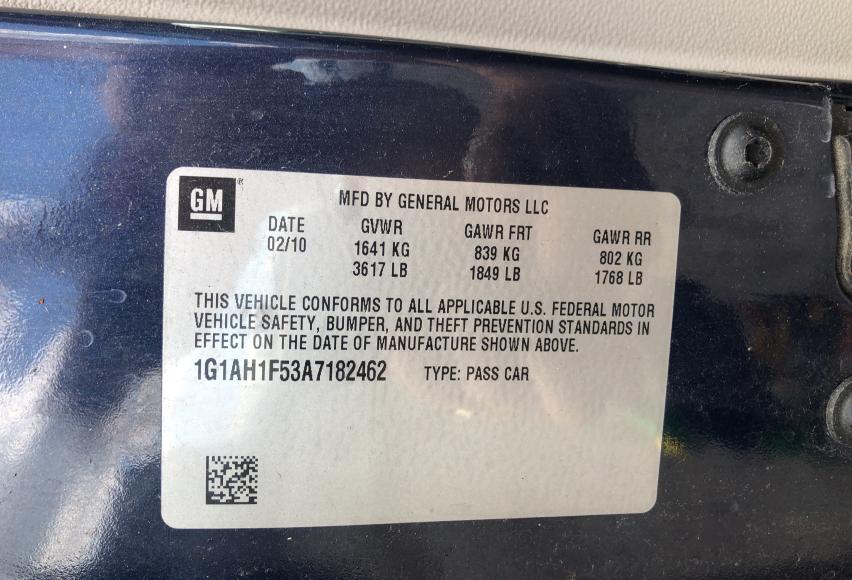 GM ®
MFD BY GENERAL MOTORS LLC
DATE GVWR GAWR FRT GAWR RR
02/10 1641 KG 839 KG 802 KG
3617 LB 1849 LB 1768 LB
THIS VEHICLE CONFORMS TO ALL APPLICABLE U.S. FEDERAL MOTOR
VEHICLE SAFETY, BUMPER, AND THEFT PREVENTION STANDARDS IN
EFFECT ON THE DATE OF MANUFACTURE SHOWN ABOVE.
1G1AH1F53A7182462 TYPE: PASS CAR